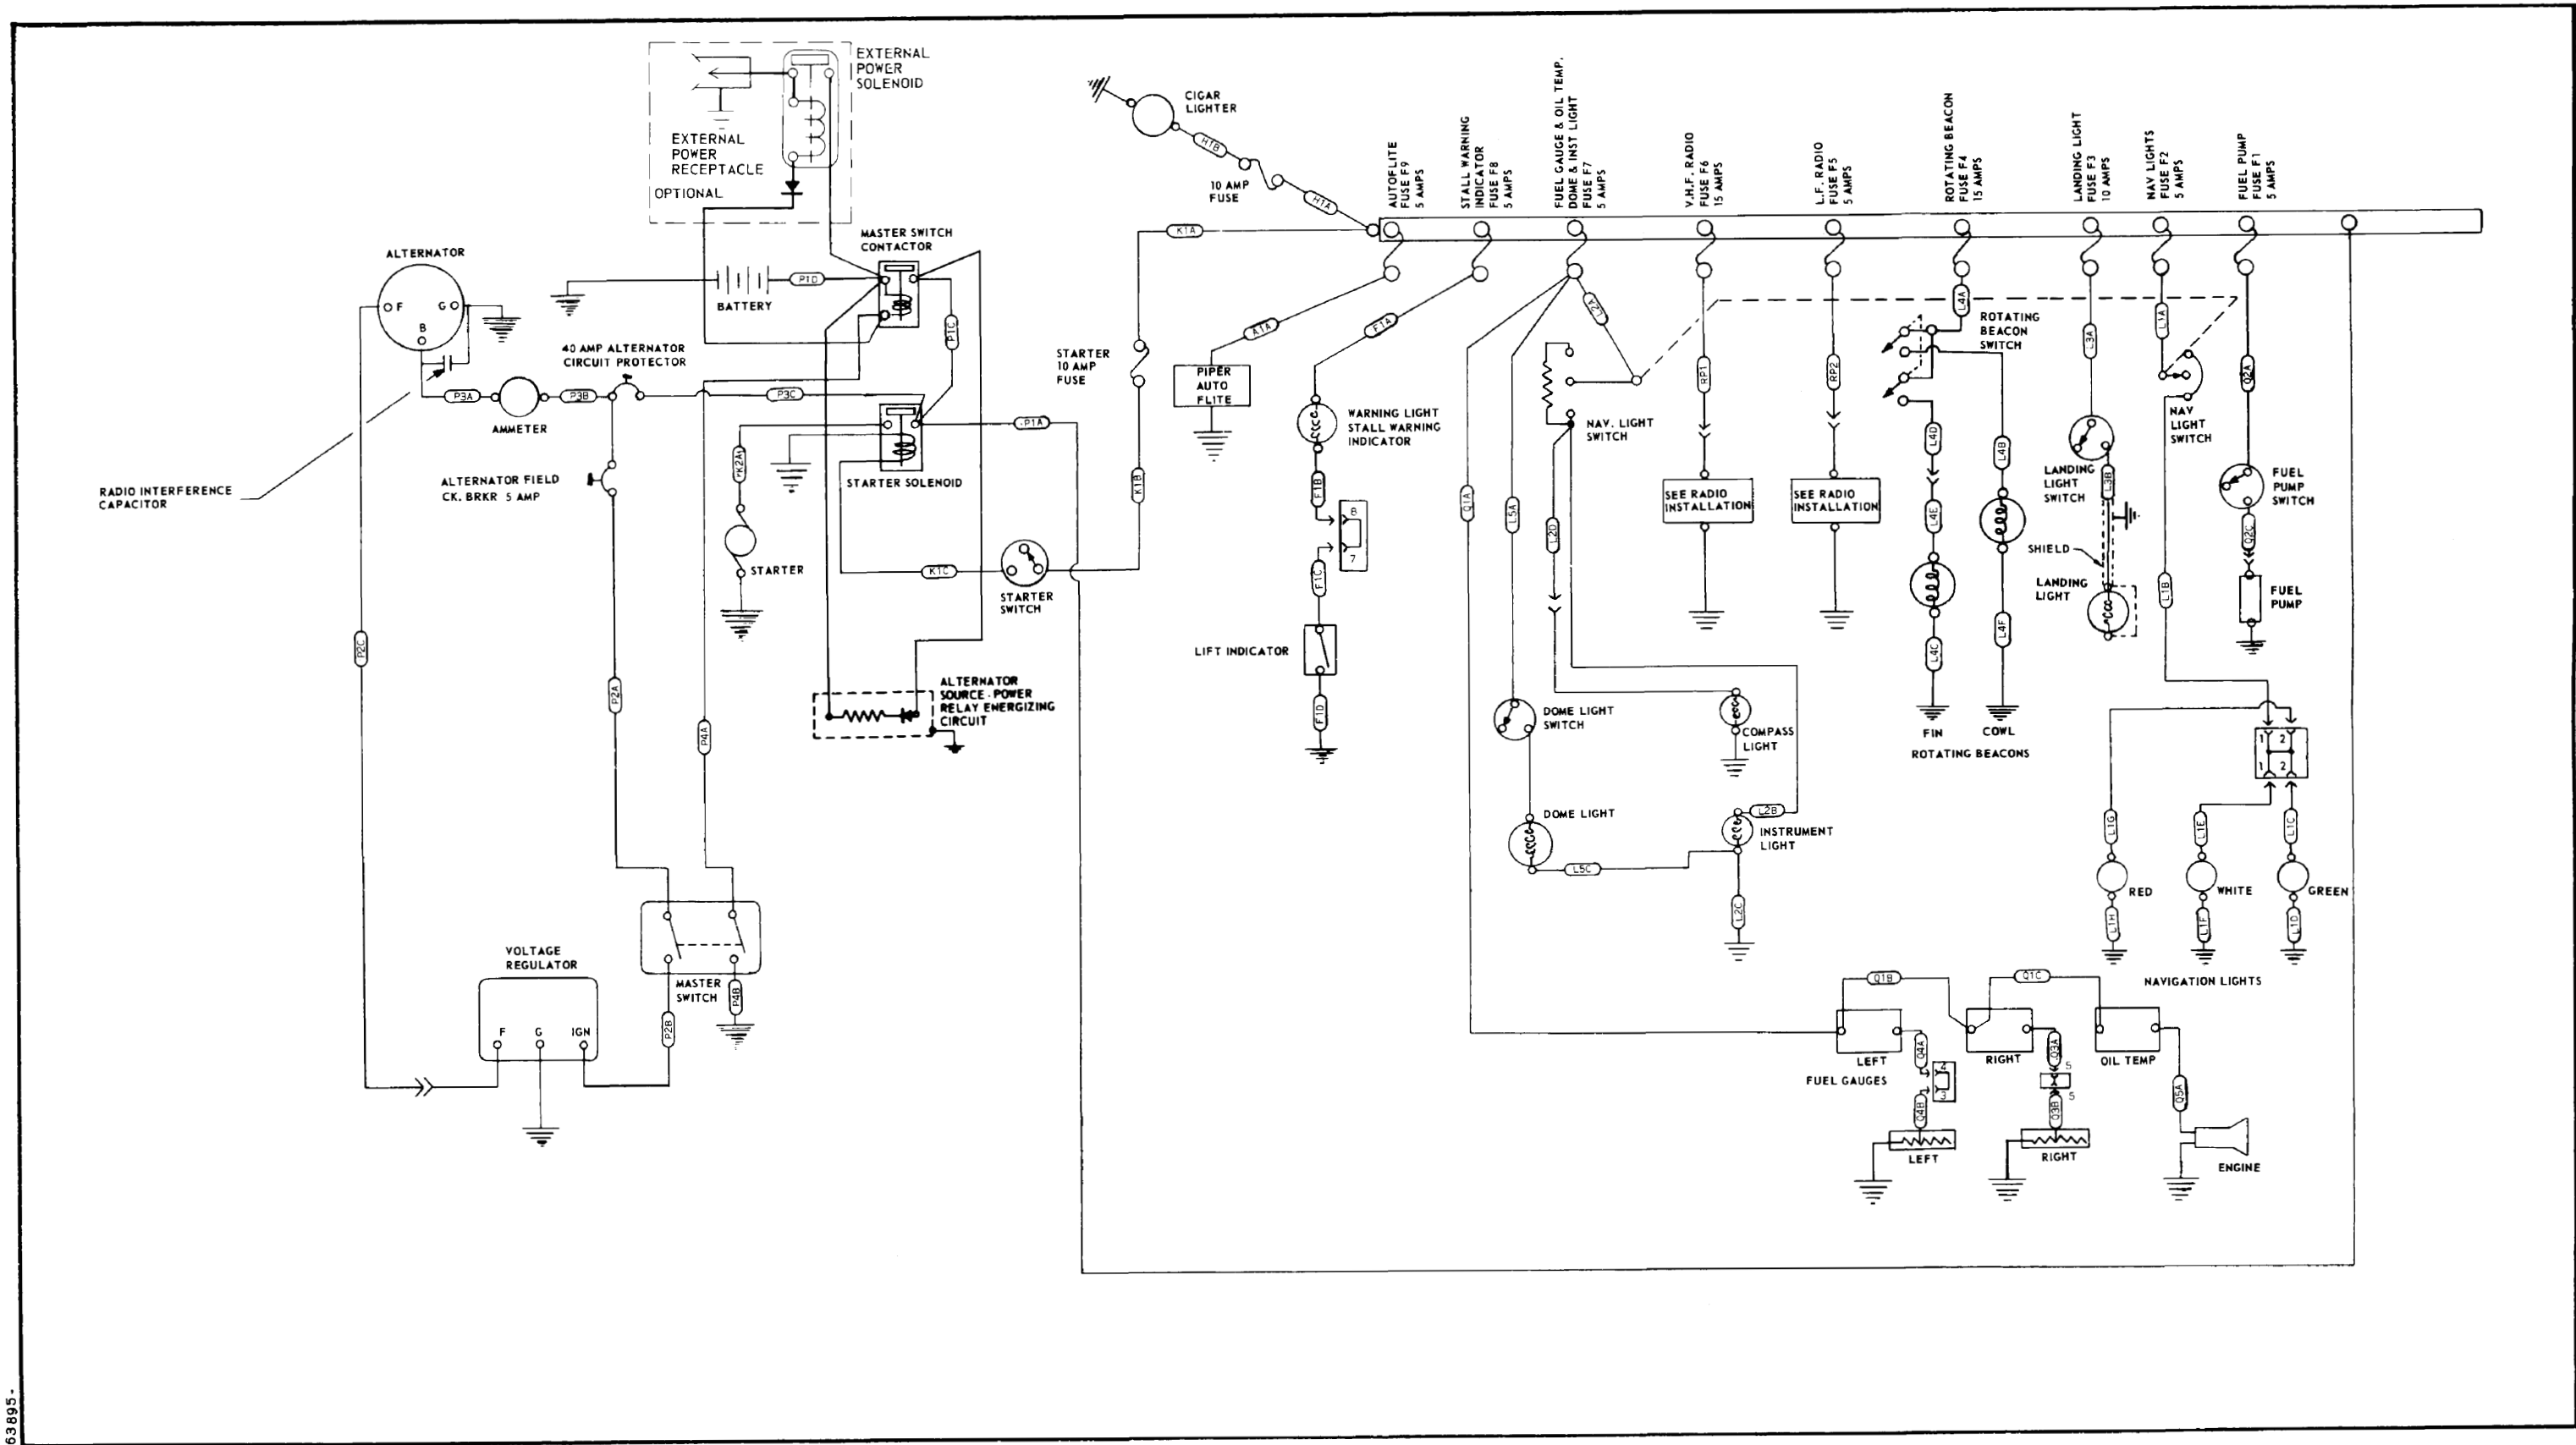 EXTERNAL
POWER
SOLENOID
EXTERNAL
POWER
RECEPTACLE
OPTIONAL
MASTER SWITCH
CONTACTOR
ALTERNATOR
F
G
B
BATTERY
P1D
P1C
40 AMP ALTERNATOR
CIRCUIT PROTECTOR
P3A
P3B
P3C
AMMETER
RADIO INTERFERENCE
CAPACITOR
ALTERNATOR FIELD
CK. BRKR 5 AMP
PK2A
STARTER SOLENOID
P1A
STARTER
K1C
STARTER
SWITCH
P2C
P2A
P4A
ALTERNATOR
SOURCE - POWER
RELAY ENERGIZING
CIRCUIT
VOLTAGE
REGULATOR
F
G
IGN
MASTER
SWITCH
P4B
P2B
CIGAR
LIGHTER
H1B
10 AMP
FUSE
H1A
K1A
STARTER
10 AMP
FUSE
K1B
AUTOFLITE
FUSE F9
5 AMPS
STALL WARNING
INDICATOR
FUSE F8
5 AMPS
FUEL GAUGE & OIL TEMP.
DOME & INST LIGHT
FUSE F7
5 AMPS
V.H.F. RADIO
FUSE F6
15 AMPS
L.F. RADIO
FUSE F5
5 AMPS
ROTATING BEACON
FUSE F4
15 AMPS
LANDING LIGHT
FUSE F3
10 AMPS
NAV LIGHTS
FUSE F2
5 AMPS
FUEL PUMP
FUSE F1
5 AMPS
A1A
PIPER
AUTO
FLITE
F1A
WARNING LIGHT
STALL WARNING
INDICATOR
F1B
8
7
F1C
LIFT INDICATOR
F1D
L2A
NAV. LIGHT
SWITCH
Q1A
L5A
L2D
DOME LIGHT
SWITCH
COMPASS
LIGHT
DOME LIGHT
L2B
INSTRUMENT
LIGHT
L5C
L2C
RP1
SEE RADIO
INSTALLATION
RP2
SEE RADIO
INSTALLATION
L4A
ROTATING
BEACON
SWITCH
L4D
L4B
L4E
L4F
L4C
FIN
COWL
ROTATING BEACONS
L3A
LANDING
LIGHT
SWITCH
L3B
SHIELD
LANDING
LIGHT
L1A
NAV
LIGHT
SWITCH
L1B
Q2A
FUEL
PUMP
SWITCH
Q2C
FUEL
PUMP
1 2
1 2
L1G
L1E
L1C
RED
WHITE
GREEN
L1H
L1F
L1D
NAVIGATION LIGHTS
Q1B
Q1C
LEFT
RIGHT
OIL TEMP
FUEL GAUGES
Q4A
3
Q4B
LEFT
Q3A
5
5
Q3B
RIGHT
Q5A
ENGINE
63895-